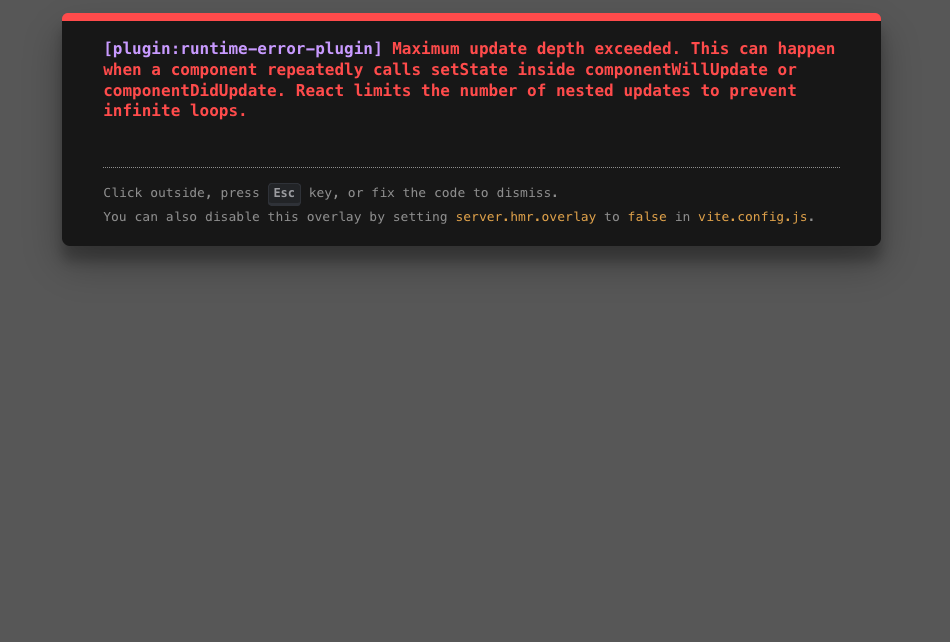 [plugin:runtime-error-plugin] Maximum update depth exceeded. This can happen
when a component repeatedly calls setState inside componentWillUpdate or
componentDidUpdate. React limits the number of nested updates to prevent
infinite loops.
Click outside, press Esc key, or fix the code to dismiss.
You can also disable this overlay by setting server.hmr.overlay to false in vite.config.js.